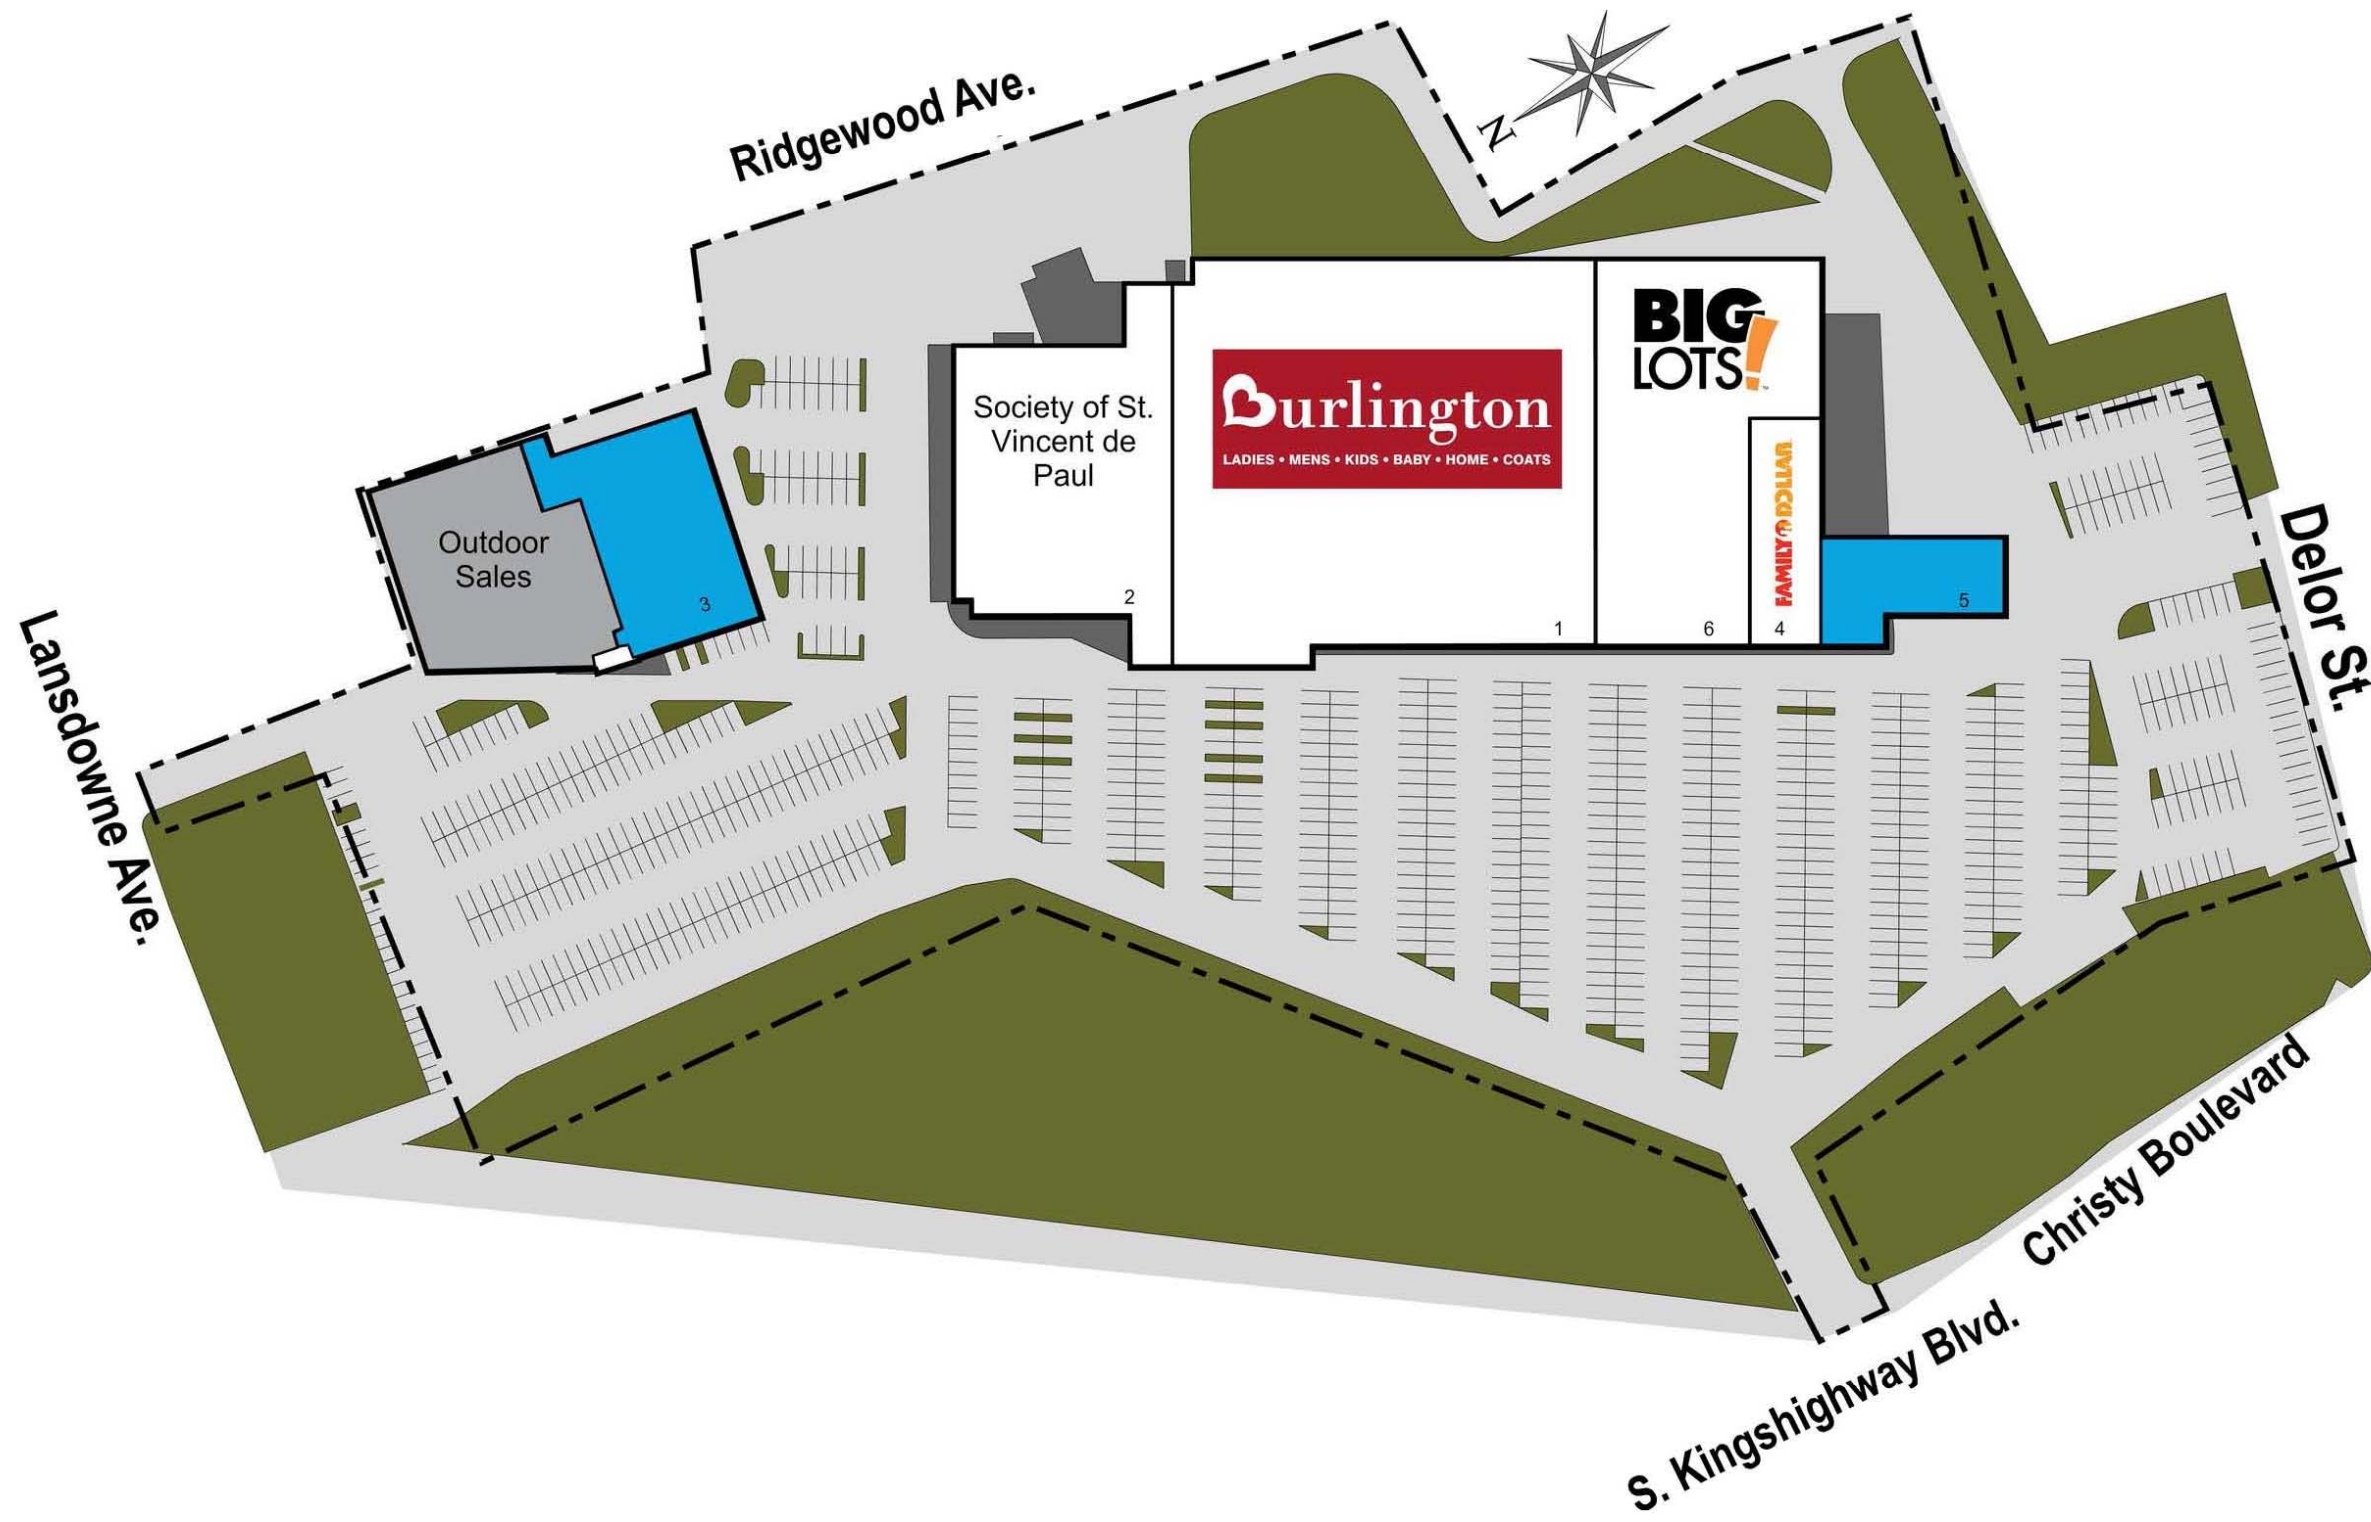 Ridgewood Ave.
N
BIG
LOTS!
Society of St.
Vincent de
Paul
2
Burlington
LADIES • MENS • KIDS • BABY • HOME • COATS
1
6
FAMILY DOLLAR
4
5
Outdoor
Sales
3
Delor St.
Lansdowne Ave.
Christy Boulevard
S. Kingshighway Blvd.